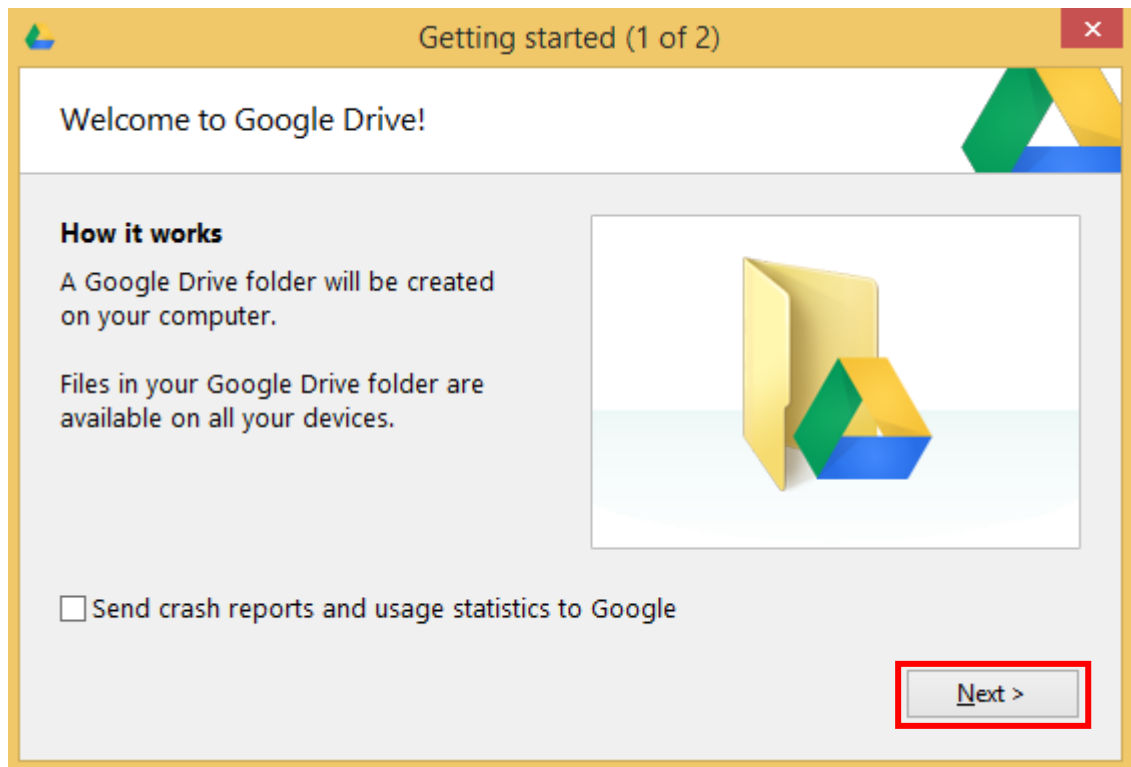 Getting started (1 of 2)
Welcome to Google Drive!
How it works
A Google Drive folder will be created
on your computer.
Files in your Google Drive folder are
available on all your devices.
Send crash reports and usage statistics to Google
Next >